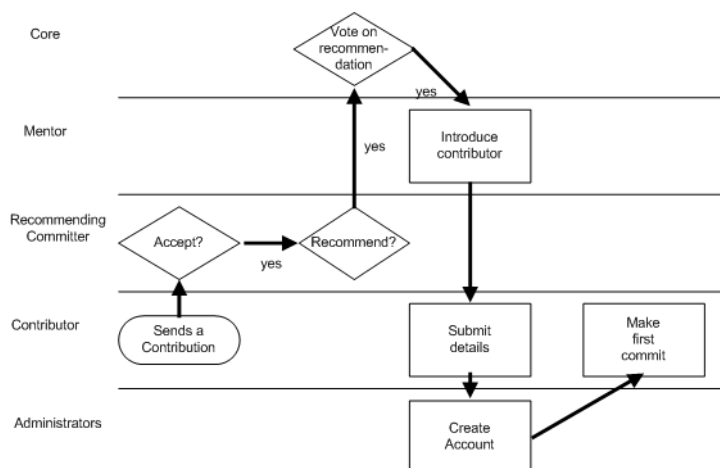 Core
Vote on
recommen-
dation
yes
Mentor
Introduce
contributor
yes
Recommending
Committer
Accept?
yes
Recommend?
Contributor
Sends a
Contribution
Submit
details
Make
first
commit
Administrators
Create
Account